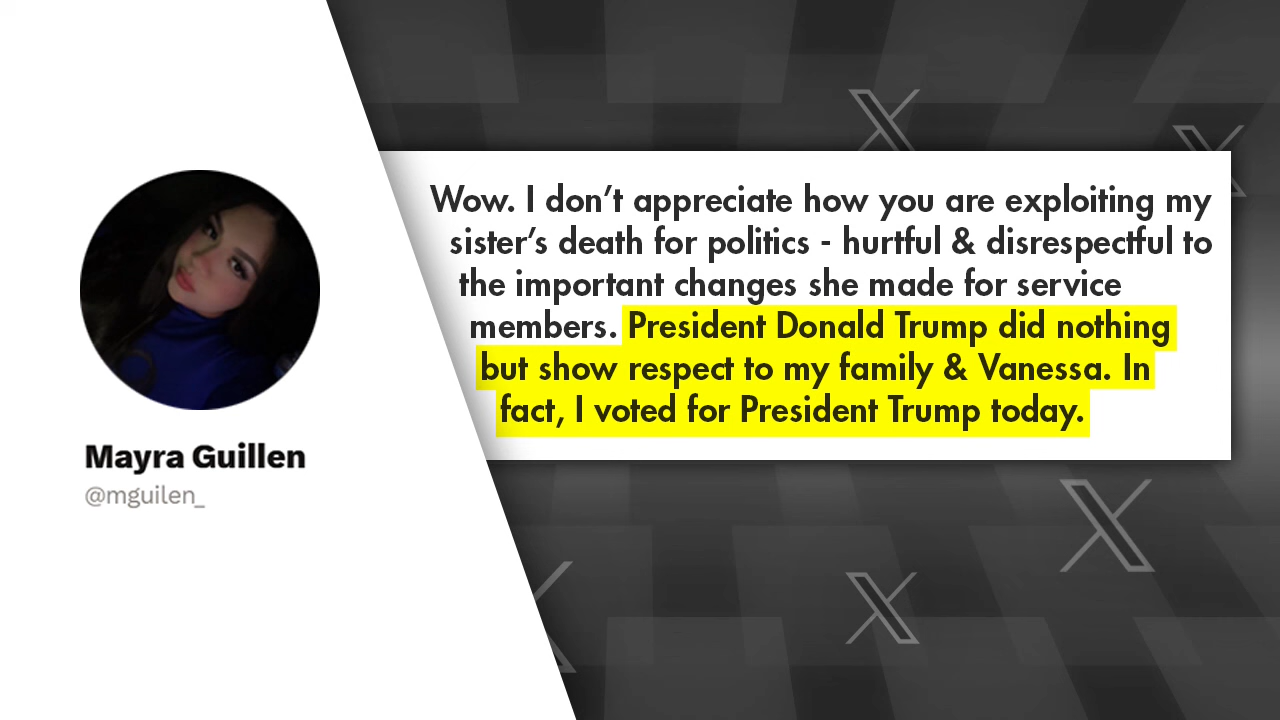 Wow. I don’t appreciate how you are exploiting my
sister’s death for politics - hurtful & disrespectful to
the important changes she made for service
members. President Donald Trump did nothing
but show respect to my family & Vanessa. In
fact, I voted for President Trump today.
Mayra Guillen
@mguilen_